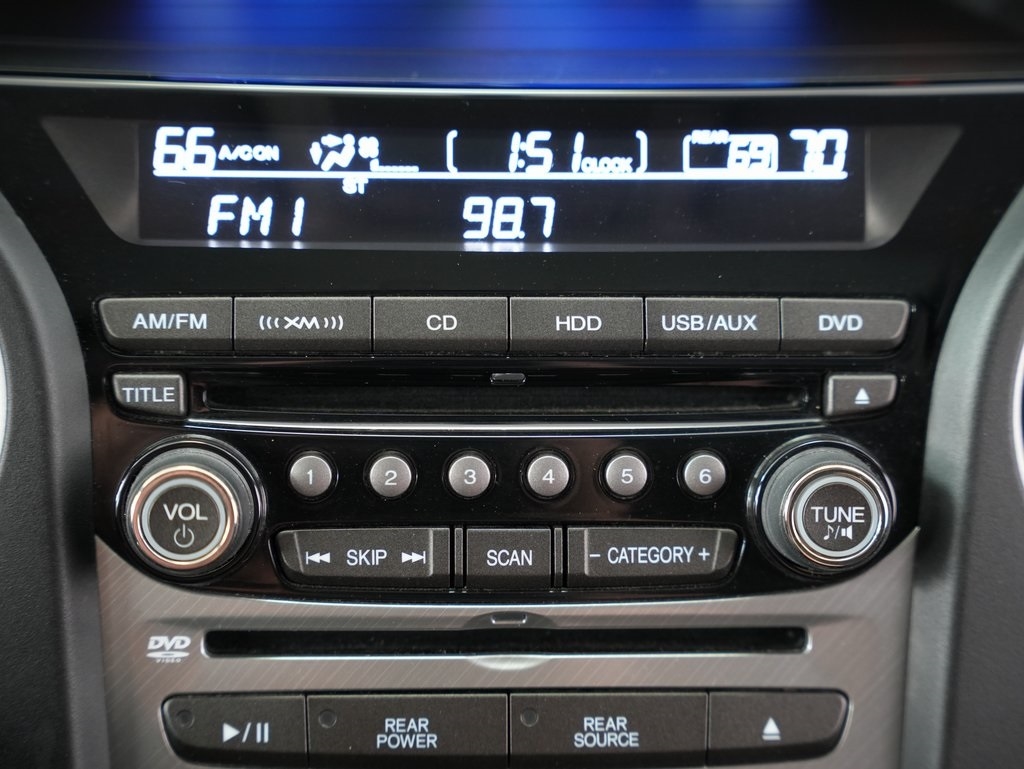 66 A/CON 1:51 CLOCK REAR 69 70
ST
FM1 98.7
AM/FM XM CD HDD USB/AUX DVD
TITLE
1 2 3 4 5 6
VOL TUNE
SKIP SCAN - CATEGORY +
DVD
VIDEO
REAR POWER
REAR SOURCE